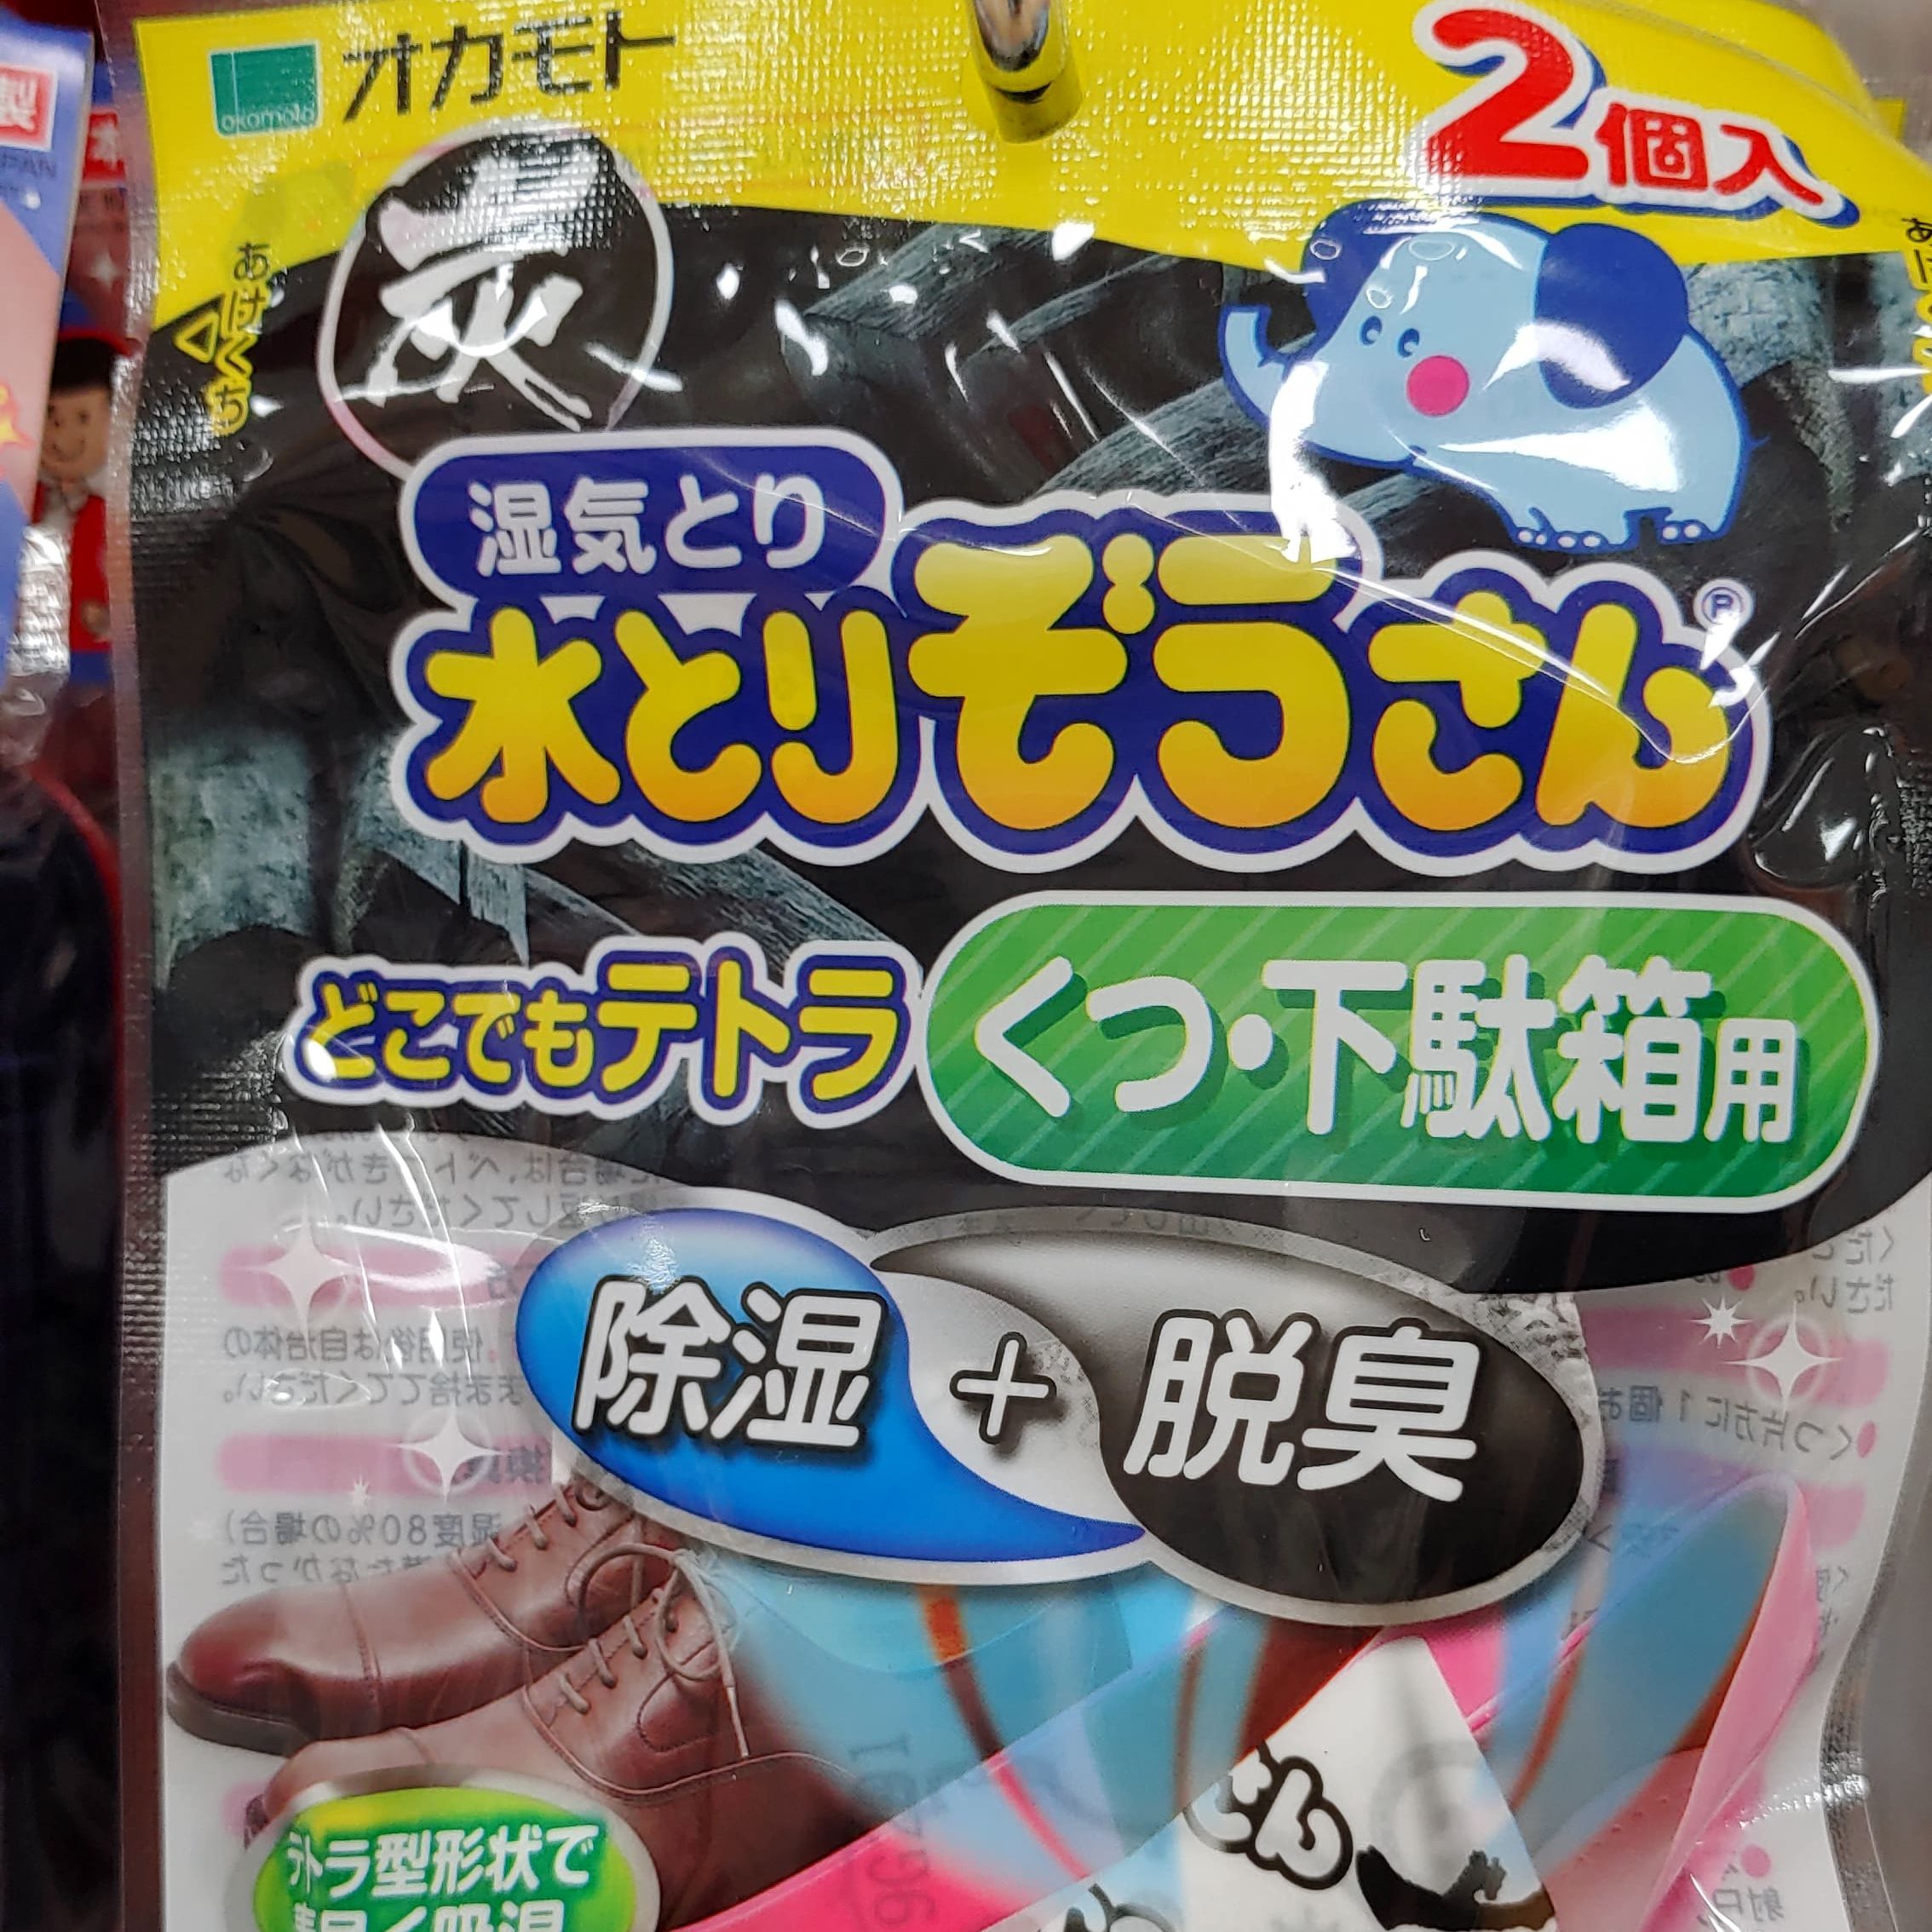 オカモト
okamoto
2個入
あけくち
炭
湿気とり
水とりぞうさん
どこでもテトラ
くつ・下駄箱用
除湿+脱臭
テトラ型形状で
さん